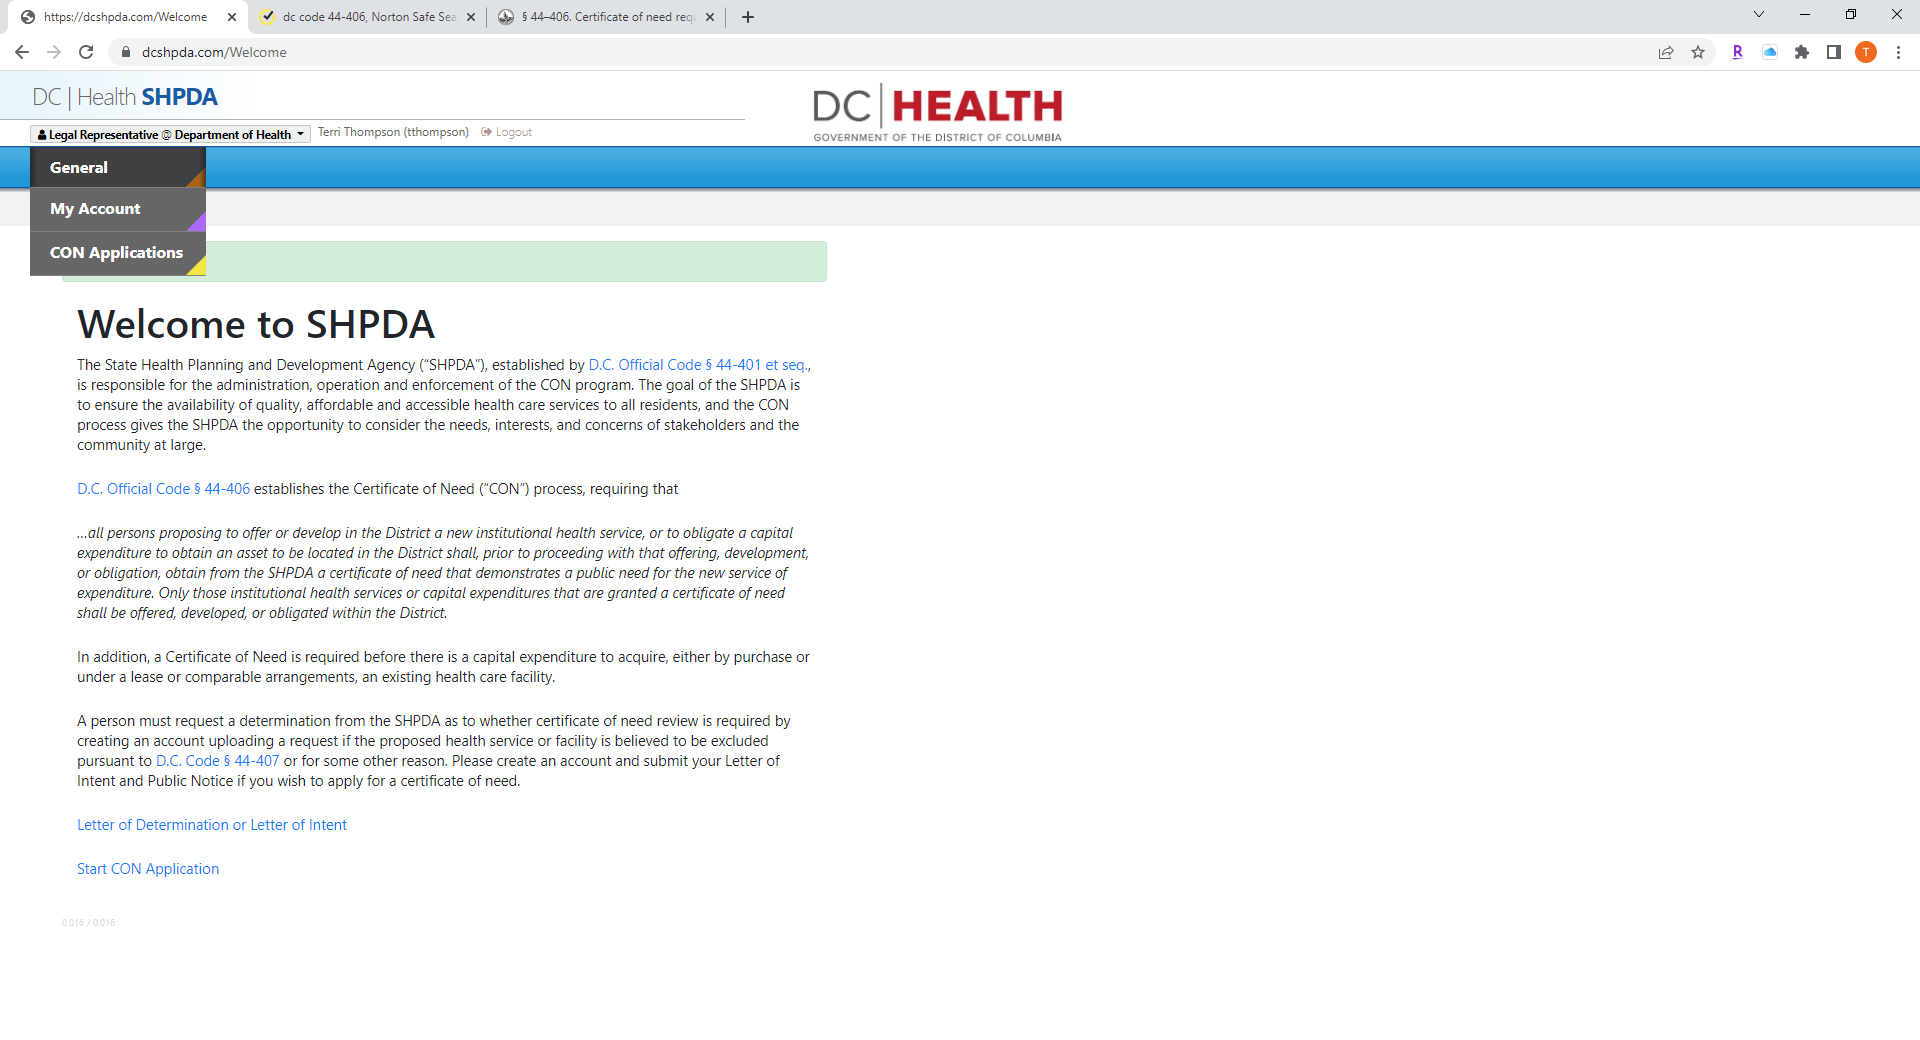 https://dcshpda.com/Welcome
dc code 44-406, Norton Safe Sea
§ 44–406. Certificate of need requ
dcshpda.com/Welcome
R
T
DC | Health SHPDA
DC HEALTH
GOVERNMENT OF THE DISTRICT OF COLUMBIA
Legal Representative @ Department of Health
Terri Thompson (tthompson)
Logout
General
My Account
CON Applications
Welcome to SHPDA
The State Health Planning and Development Agency (“SHPDA”), established by D.C. Official Code § 44-401 et seq.,
is responsible for the administration, operation and enforcement of the CON program. The goal of the SHPDA is
to ensure the availability of quality, affordable and accessible health care services to all residents, and the CON
process gives the SHPDA the opportunity to consider the needs, interests, and concerns of stakeholders and the
community at large.
D.C. Official Code § 44-406 establishes the Certificate of Need (“CON”) process, requiring that
...all persons proposing to offer or develop in the District a new institutional health service, or to obligate a capital
expenditure to obtain an asset to be located in the District shall, prior to proceeding with that offering, development,
or obligation, obtain from the SHPDA a certificate of need that demonstrates a public need for the new service of
expenditure. Only those institutional health services or capital expenditures that are granted a certificate of need
shall be offered, developed, or obligated within the District.
In addition, a Certificate of Need is required before there is a capital expenditure to acquire, either by purchase or
under a lease or comparable arrangements, an existing health care facility.
A person must request a determination from the SHPDA as to whether certificate of need review is required by
creating an account uploading a request if the proposed health service or facility is believed to be excluded
pursuant to D.C. Code § 44-407 or for some other reason. Please create an account and submit your Letter of
Intent and Public Notice if you wish to apply for a certificate of need.
Letter of Determination or Letter of Intent
Start CON Application
0.016 / 0.016